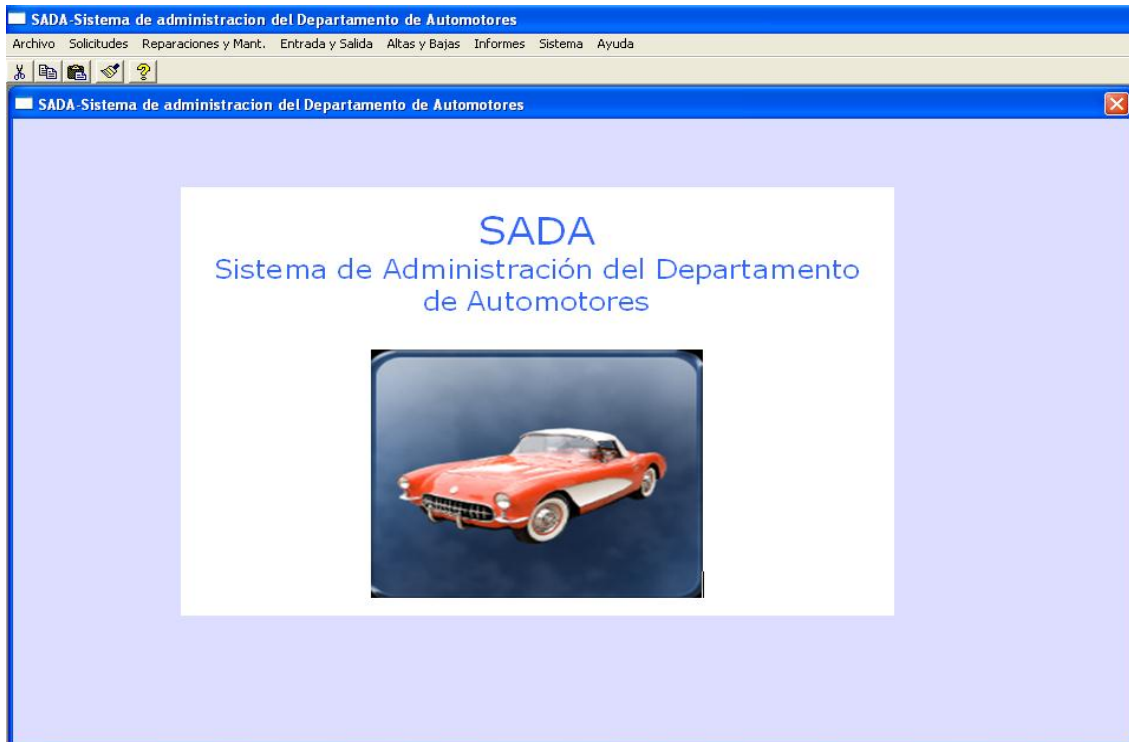 SADA-Sistema de administracion del Departamento de Automotores
Archivo Solicitudes Reparaciones y Mant. Entrada y Salida Altas y Bajas Informes Sistema Ayuda
SADA-Sistema de administracion del Departamento de Automotores
SADA
Sistema de Administración del Departamento
de Automotores